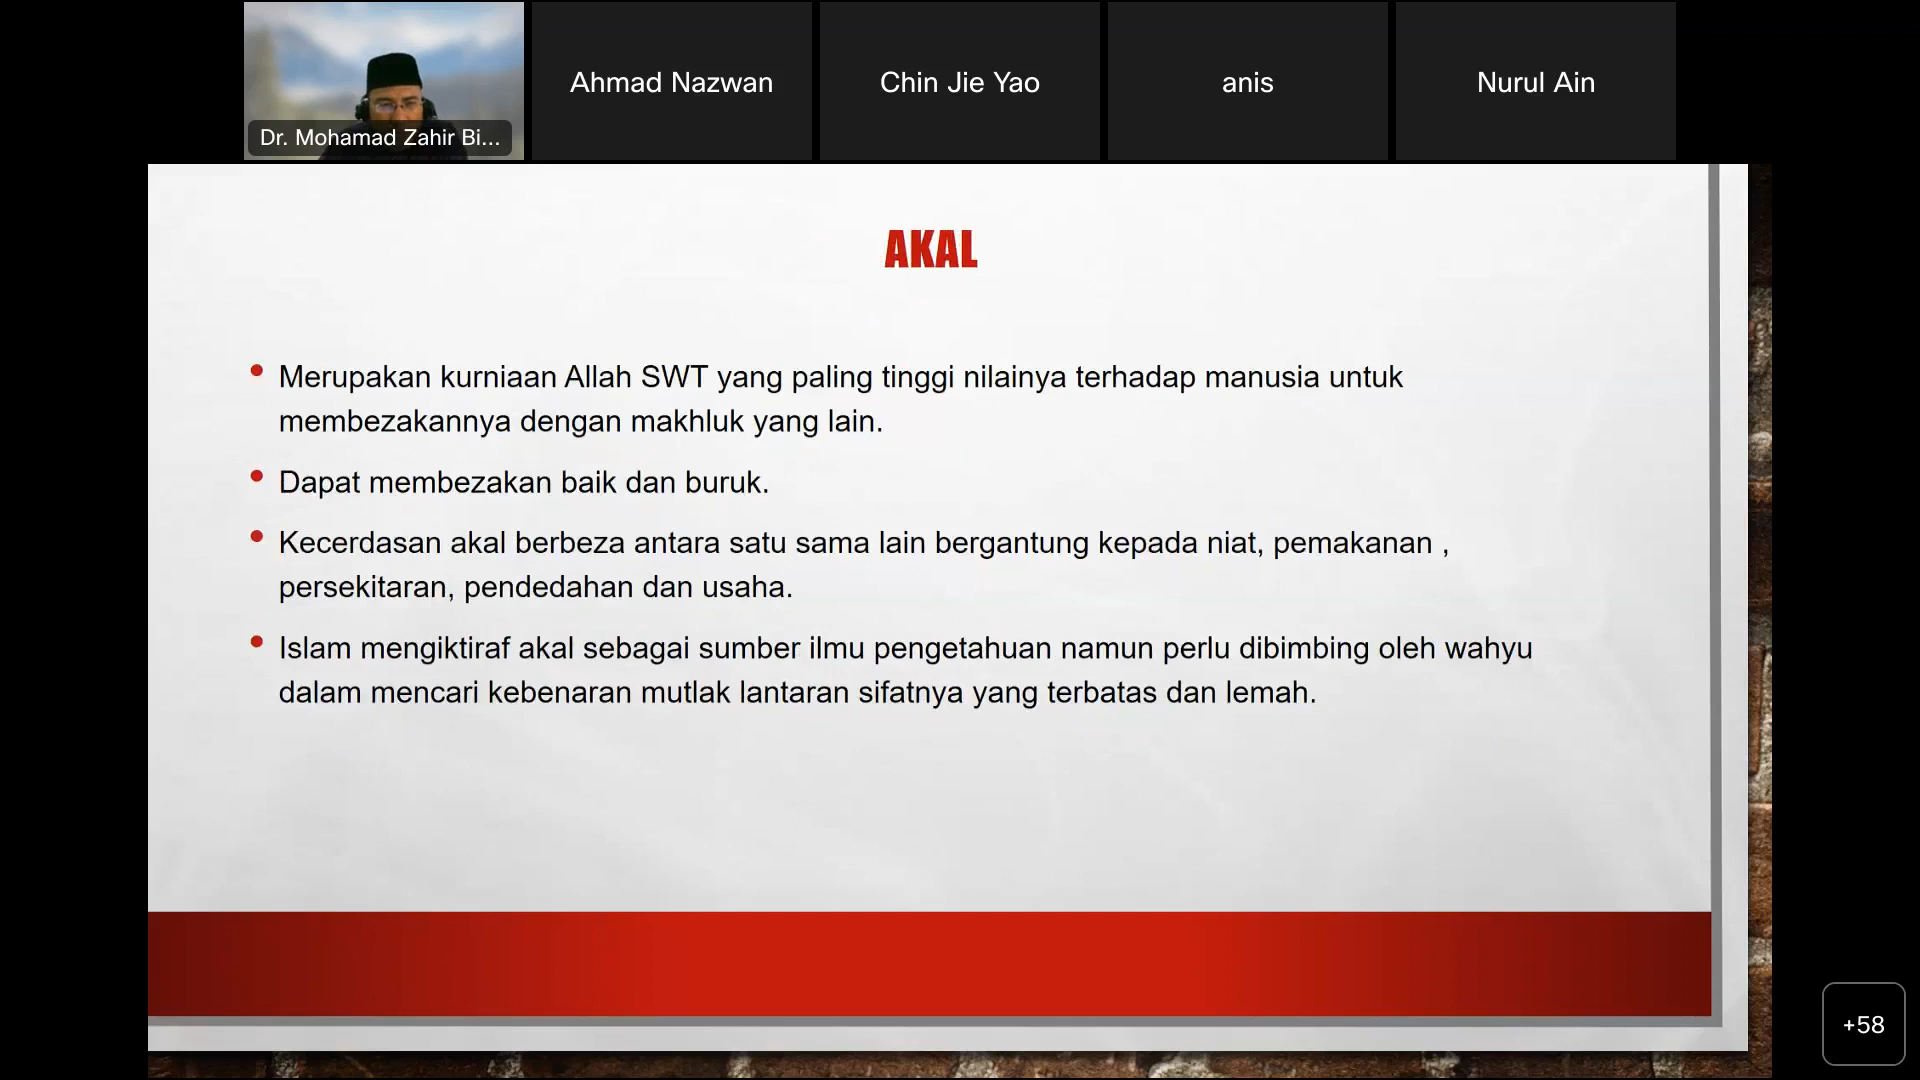 Dr. Mohamad Zahir Bi...
Ahmad Nazwan
Chin Jie Yao
anis
Nurul Ain
AKAL
• Merupakan kurniaan Allah SWT yang paling tinggi nilainya terhadap manusia untuk
membezakannya dengan makhluk yang lain.
• Dapat membezakan baik dan buruk.
• Kecerdasan akal berbeza antara satu sama lain bergantung kepada niat, pemakanan ,
persekitaran, pendedahan dan usaha.
• Islam mengiktiraf akal sebagai sumber ilmu pengetahuan namun perlu dibimbing oleh wahyu
dalam mencari kebenaran mutlak lantaran sifatnya yang terbatas dan lemah.
+58